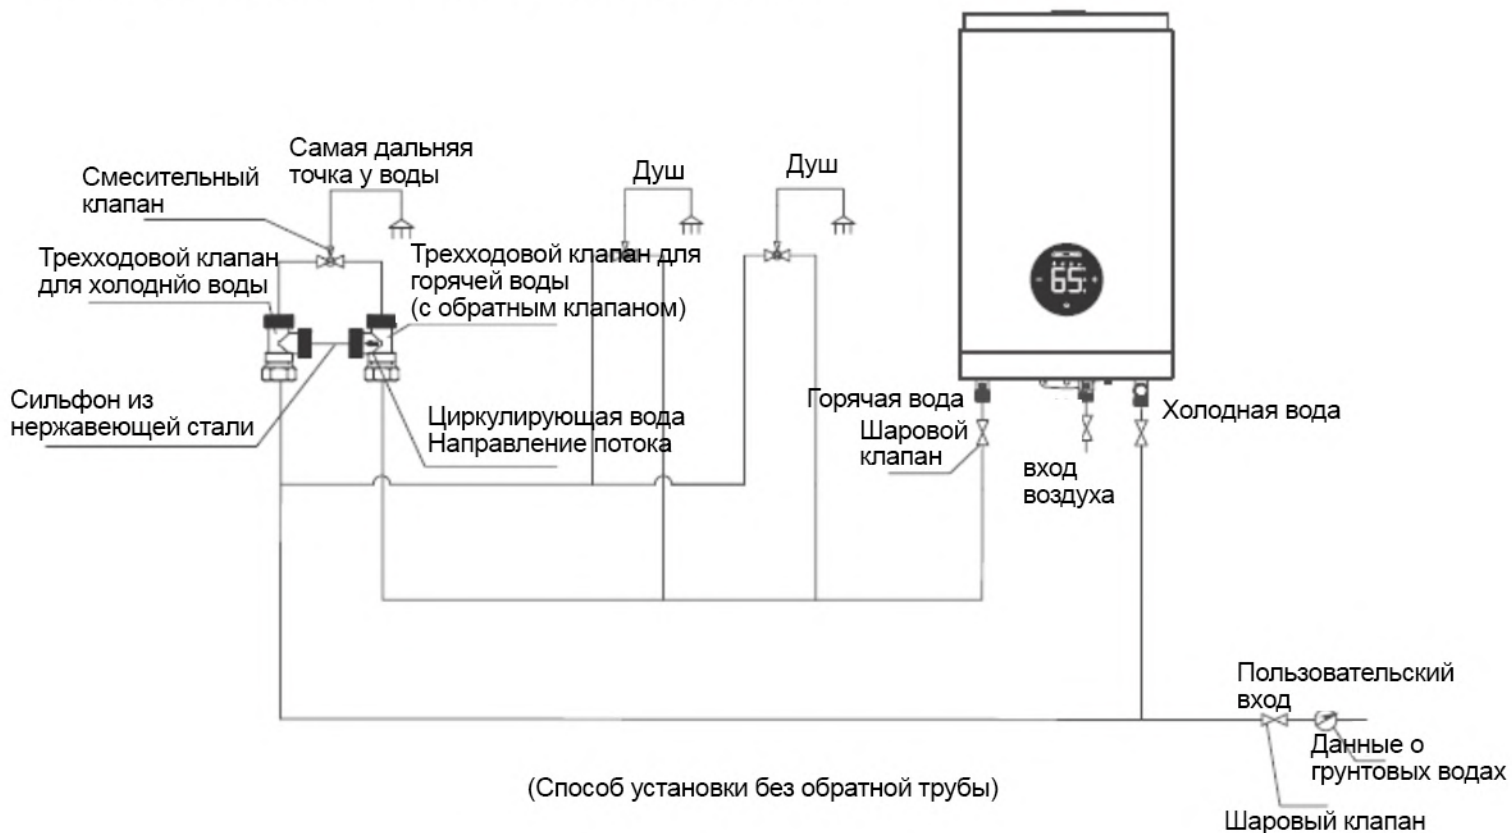 Самая дальняя
точка у воды
Душ
Душ
Смесительный
клапан
Трехходовой клапан
для холоднйо воды
Трехходовой клапан для
горячей воды
(с обратным клапаном)
65
Сильфон из
нержавеющей стали
Циркулирующая вода
Направление потока
Горячая вода
Шаровой
клапан
вход
воздуха
Холодная вода
Пользовательский
вход
Данные о
грунтовых водах
Шаровый клапан
(Способ установки без обратной трубы)